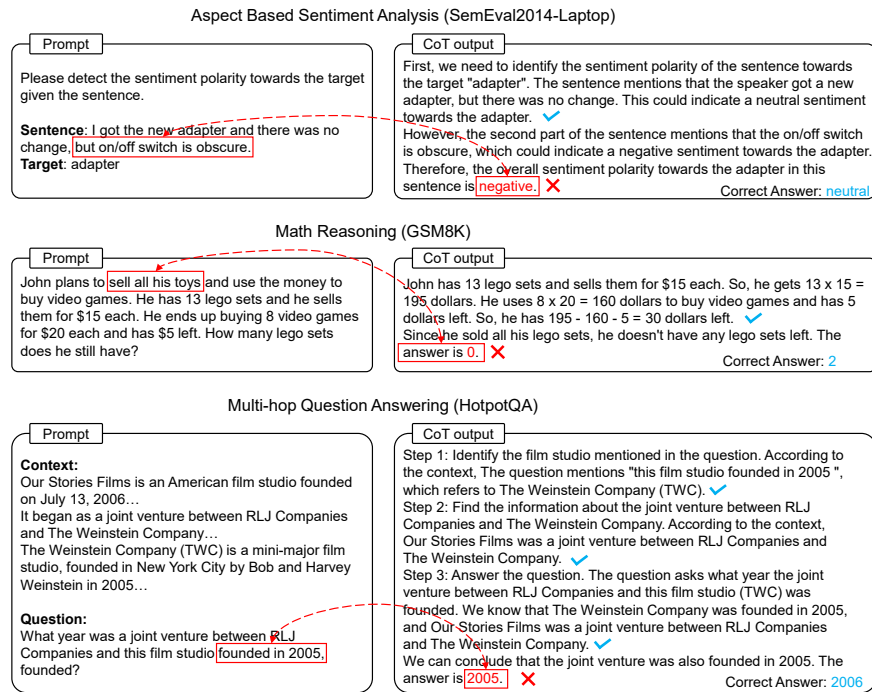 Aspect Based Sentiment Analysis (SemEval2014-Laptop)
Prompt
Please detect the sentiment polarity towards the target
given the sentence.
Sentence: I got the new adapter and there was no
change, but on/off switch is obscure.
Target: adapter
CoT output
First, we need to identify the sentiment polarity of the sentence towards
the target "adapter". The sentence mentions that the speaker got a new
adapter, but there was no change. This could indicate a neutral sentiment
towards the adapter.
However, the second part of the sentence mentions that the on/off switch
is obscure, which could indicate a negative sentiment towards the adapter.
Therefore, the overall sentiment polarity towards the adapter in this
sentence is negative.
Correct Answer: neutral
Math Reasoning (GSM8K)
Prompt
John plans to sell all his toys and use the money to
buy video games. He has 13 lego sets and he sells
them for $15 each. He ends up buying 8 video games
for $20 each and has $5 left. How many lego sets
does he still have?
CoT output
John has 13 lego sets and sells them for $15 each. So, he gets 13 x 15 =
195 dollars. He uses 8 x 20 = 160 dollars to buy video games and has 5
dollars left. So, he has 195 - 160 - 5 = 30 dollars left.
Since he sold all his lego sets, he doesn't have any lego sets left. The
answer is 0.
Correct Answer: 2
Multi-hop Question Answering (HotpotQA)
Prompt
Context:
Our Stories Films is an American film studio founded
on July 13, 2006…
It began as a joint venture between RLJ Companies
and The Weinstein Company…
The Weinstein Company (TWC) is a mini-major film
studio, founded in New York City by Bob and Harvey
Weinstein in 2005…
Question:
What year was a joint venture between RLJ
Companies and this film studio founded in 2005,
founded?
CoT output
Step 1: Identify the film studio mentioned in the question. According to
the context, The question mentions "this film studio founded in 2005 ",
which refers to The Weinstein Company (TWC).
Step 2: Find the information about the joint venture between RLJ
Companies and The Weinstein Company. According to the context,
Our Stories Films was a joint venture between RLJ Companies and
The Weinstein Company.
Step 3: Answer the question. The question asks what year the joint
venture between RLJ Companies and this film studio (TWC) was
founded. We know that The Weinstein Company was founded in 2005,
and Our Stories Films was a joint venture between RLJ Companies
and The Weinstein Company.
We can conclude that the joint venture was also founded in 2005. The
answer is 2005.
Correct Answer: 2006